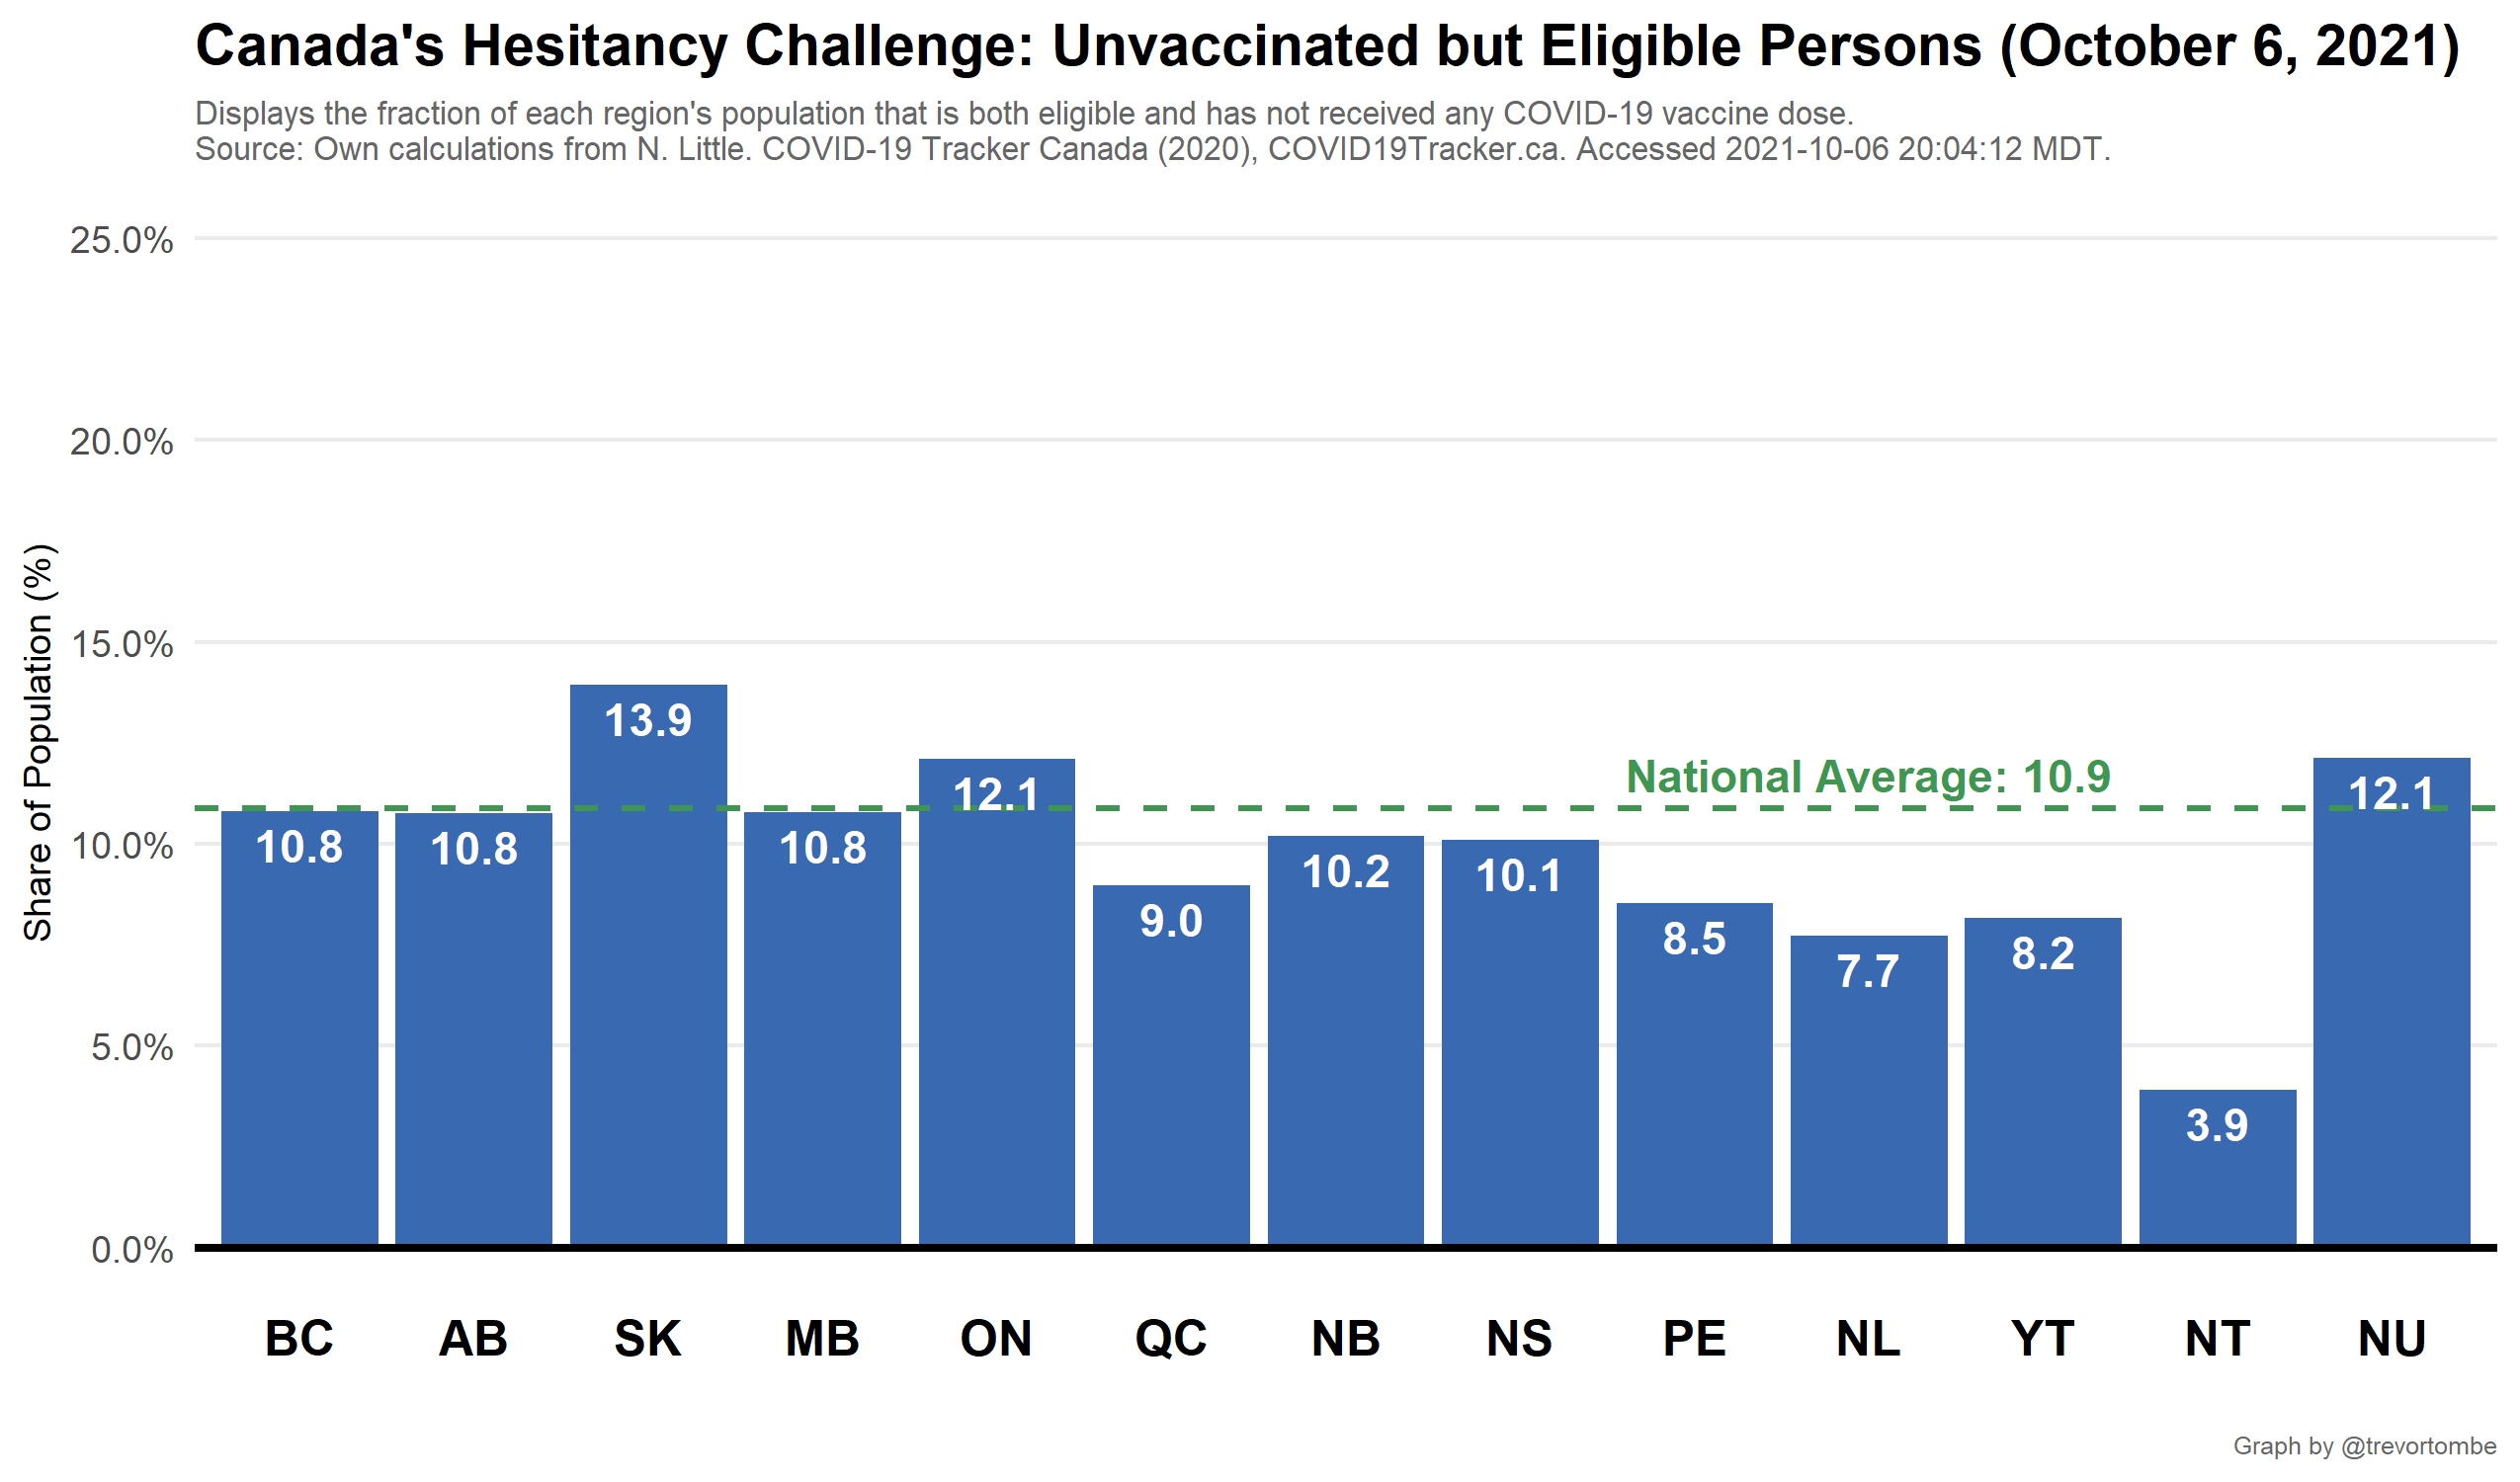 Canada's Hesitancy Challenge: Unvaccinated but Eligible Persons (October 6, 2021)
Displays the fraction of each region's population that is both eligible and has not received any COVID-19 vaccine dose.
Source: Own calculations from N. Little. COVID-19 Tracker Canada (2020), COVID19Tracker.ca. Accessed 2021-10-06 20:04:12 MDT.
Share of Population (%)
25.0%
20.0%
15.0%
10.0%
5.0%
0.0%
National Average: 10.9
10.8
10.8
13.9
10.8
12.1
9.0
10.2
10.1
8.5
7.7
8.2
3.9
12.1
BC AB SK MB ON QC NB NS PE NL YT NT NU
Graph by @trevortombe